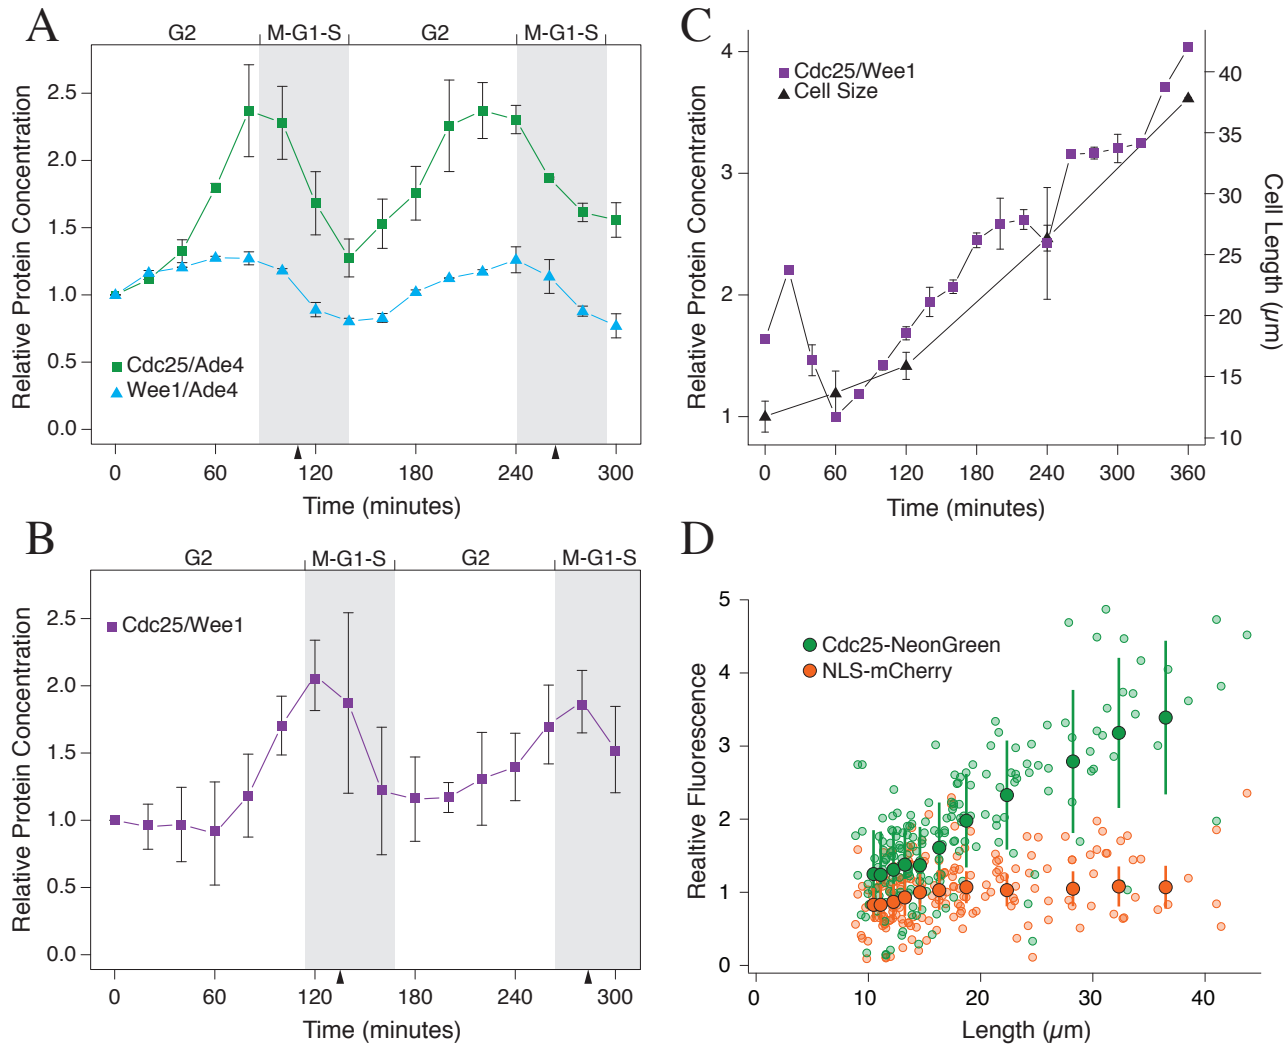 A
G2 M-G1-S G2 M-G1-S
Relative Protein Concentration
2.5
2.0
1.5
1.0
0.5
0.0
Cdc25/Ade4
Wee1/Ade4
0 60 120 180 240 300
Time (minutes)
B
G2 M-G1-S G2 M-G1-S
Relative Protein Concentration
2.5
2.0
1.5
1.0
0.5
0.0
Cdc25/Wee1
0 60 120 180 240 300
Time (minutes)
C
Relative Protein Concentration
4
3
2
1
Cdc25/Wee1
Cell Size
40
35
30
25
20
15
10
Cell Length (µm)
0 60 120 180 240 300 360
Time (minutes)
D
Realtive Fluorescence
5
4
3
2
1
0
Cdc25-NeonGreen
NLS-mCherry
0 10 20 30 40
Length (µm)